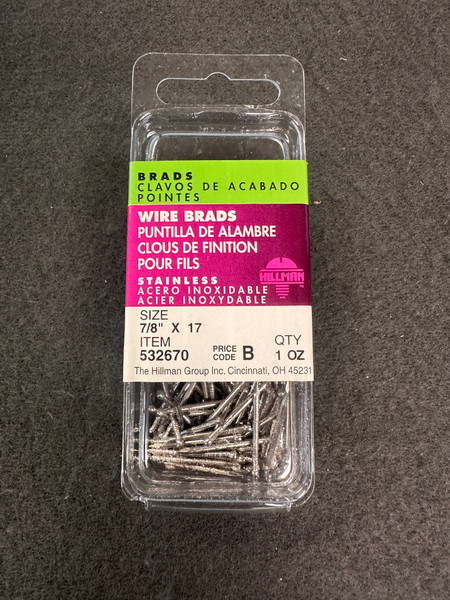 BRADS
CLAVOS DE ACABADO
POINTES
WIRE BRADS
PUNTILLA DE ALAMBRE
CLOUS DE FINITION
POUR FILS
HILLMAN
STAINLESS
ACERO INOXIDABLE
ACIER INOXYDABLE
SIZE
7/8" X 17
ITEM
532670
PRICE
CODE B
QTY
1 OZ
The Hillman Group Inc. Cincinnati, OH 45231